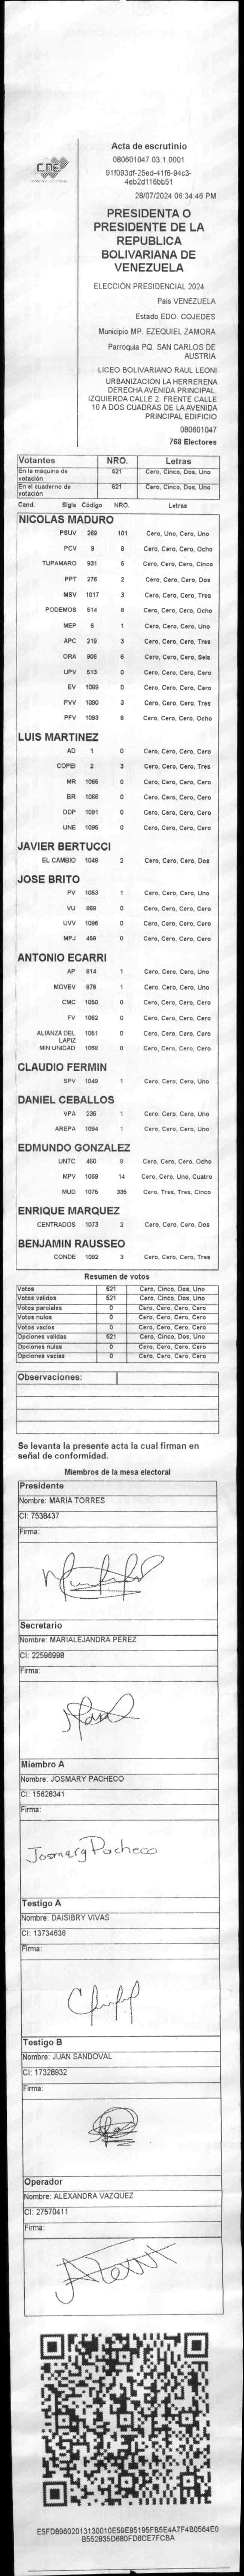 CNE
Acta de escrutinio
080601047.03.1.0001
91f093df-25ed-41f6-94c3-
4eb2d116bb51
28/07/2024 06:34:46 PM
PRESIDENTA O
PRESIDENTE DE LA
REPUBLICA
BOLIVARIANA DE
VENEZUELA
ELECCIÓN PRESIDENCIAL 2024
Pais VENEZUELA
Estado EDO. COJEDES
Municipio MP. EZEQUIEL ZAMORA
Parroquia PQ. SAN CARLOS DE
AUSTRIA
LICEO BOLIVARIANO RAUL LEONI
URBANIZACION LA HERRERENA
DERECHA AVENIDA PRINCIPAL.
IZQUIERDA CALLE 2. FRENTE CALLE
10 A DOS CUADRAS DE LA AVENIDA
PRINCIPAL EDIFICIO
080601047
768 Electores
Votantes NRO. Letras
En la máquina de votación 521 Cero, Cinco, Dos, Uno
En el cuaderno de votación 521 Cero, Cinco, Dos, Uno
Cand. Sigla Código NRO. Letras
NICOLAS MADURO
PSUV 269 101 Cero, Uno, Cero, Uno
PCV 9 8 Cero, Cero, Cero, Ocho
TUPAMARO 931 5 Cero, Cero, Cero, Cinco
PPT 276 2 Cero, Cero, Cero, Dos
MSV 1017 3 Cero, Cero, Cero, Tres
PODEMOS 514 8 Cero, Cero, Cero, Ocho
MEP 6 1 Cero, Cero, Cero, Uno
APC 219 3 Cero, Cero, Cero, Tres
ORA 906 6 Cero, Cero, Cero, Seis
UPV 613 0 Cero, Cero, Cero, Cero
EV 1089 0 Cero, Cero, Cero, Cero
PVV 1090 3 Cero, Cero, Cero, Tres
PFV 1093 8 Cero, Cero, Cero, Ocho
LUIS MARTINEZ
AD 1 0 Cero, Cero, Cero, Cero
COPEI 2 3 Cero, Cero, Cero, Tres
MR 1065 0 Cero, Cero, Cero, Cero
BR 1066 0 Cero, Cero, Cero, Cero
DDP 1091 0 Cero, Cero, Cero, Cero
UNE 1095 0 Cero, Cero, Cero, Cero
JAVIER BERTUCCI
EL CAMBIO 1048 2 Cero, Cero, Cero, Dos
JOSE BRITO
PV 1053 1 Cero, Cero, Cero, Uno
VU 868 0 Cero, Cero, Cero, Cero
UVV 1096 0 Cero, Cero, Cero, Cero
MPJ 458 0 Cero, Cero, Cero, Cero
ANTONIO ECARRI
AP 814 1 Cero, Cero, Cero, Uno
MOVEV 878 1 Cero, Cero, Cero, Uno
CMC 1050 0 Cero, Cero, Cero, Cero
FV 1062 0 Cero, Cero, Cero, Cero
ALIANZA DEL LAPIZ 1051 0 Cero, Cero, Cero, Cero
MIN UNIDAD 1068 0 Cero, Cero, Cero, Cero
CLAUDIO FERMIN
SPV 1049 1 Cero, Cero, Cero, Uno
DANIEL CEBALLOS
VPA 236 1 Cero, Cero, Cero, Uno
AREPA 1094 1 Cero, Cero, Cero, Uno
EDMUNDO GONZALEZ
UNTC 460 8 Cero, Cero, Cero, Ocho
MPV 1069 14 Cero, Cero, Uno, Cuatro
MUD 1075 335 Cero, Tres, Tres, Cinco
ENRIQUE MARQUEZ
CENTRADOS 1073 2 Cero, Cero, Cero, Dos
BENJAMIN RAUSSEO
CONDE 1092 3 Cero, Cero, Cero, Tres
Resumen de votos
Votos 521 Cero, Cinco, Dos, Uno
Votos validos 521 Cero, Cinco, Dos, Uno
Votos parciales 0 Cero, Cero, Cero, Cero
Votos nulos 0 Cero, Cero, Cero, Cero
Votos vacios 0 Cero, Cero, Cero, Cero
Opciones validas 521 Cero, Cinco, Dos, Uno
Opciones nulas 0 Cero, Cero, Cero, Cero
Opciones vacias 0 Cero, Cero, Cero, Cero
Observaciones:
Se levanta la presente acta la cual firman en
señal de conformidad.
Miembros de la mesa electoral
Presidente
Nombre: MARIA TORRES
CI: 7538437
Firma:
Secretario
Nombre: MARIALEJANDRA PEREZ
CI: 22596998
Firma:
Miembro A
Nombre: JOSMARY PACHECO
CI: 15628341
Firma:
Josmary Pacheco
Testigo A
Nombre: DAISIBRY VIVAS
CI: 13734636
Firma:
Testigo B
Nombre: JUAN SANDOVAL
CI: 17328932
Firma:
Operador
Nombre: ALEXANDRA VAZQUEZ
CI: 27570411
Firma:
E5FD89602013130010E59E95195FB5E4A7F4B0564E0
B552835D680FD6CE7FCBA